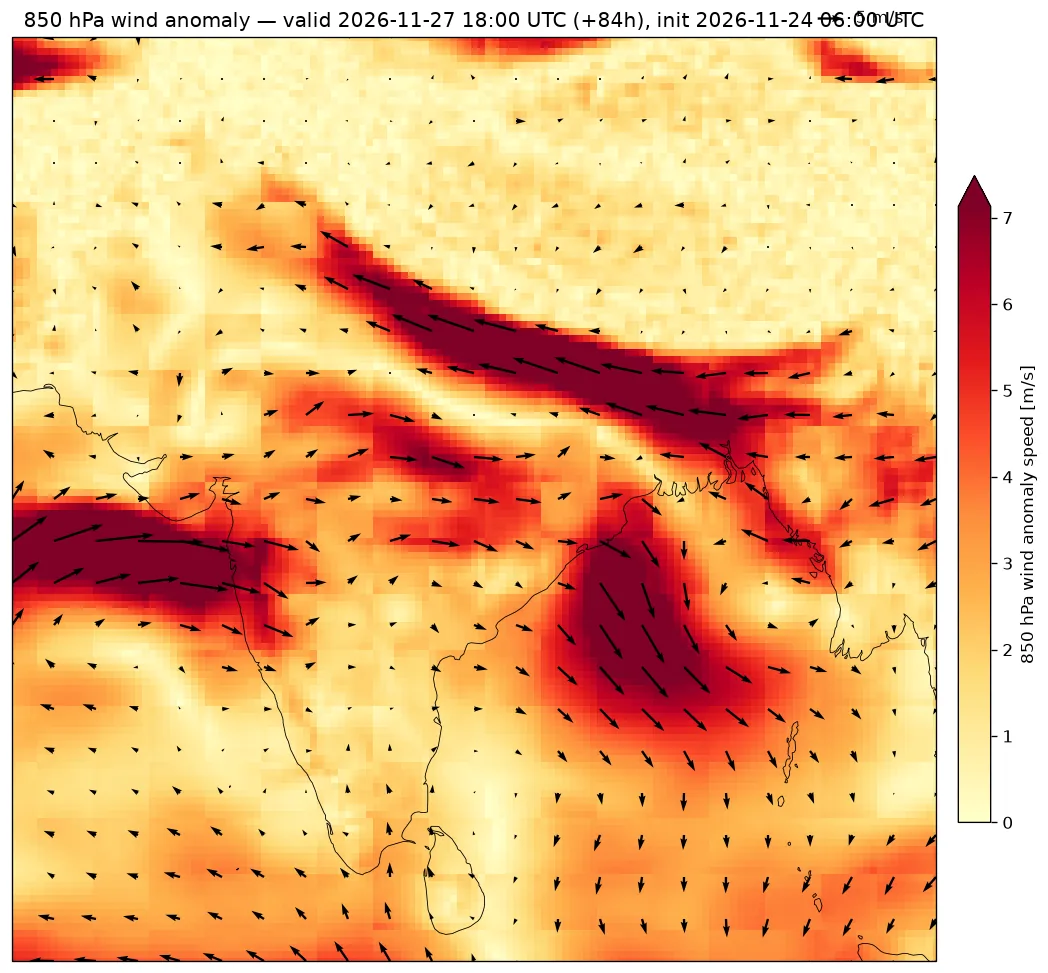 850 hPa wind anomaly — valid 2026-11-27 18:00 UTC (+84h), init 2026-11-24 06:00 UTC
5 m/s
7
6
5
4
3
2
1
0
850 hPa wind anomaly speed [m/s]